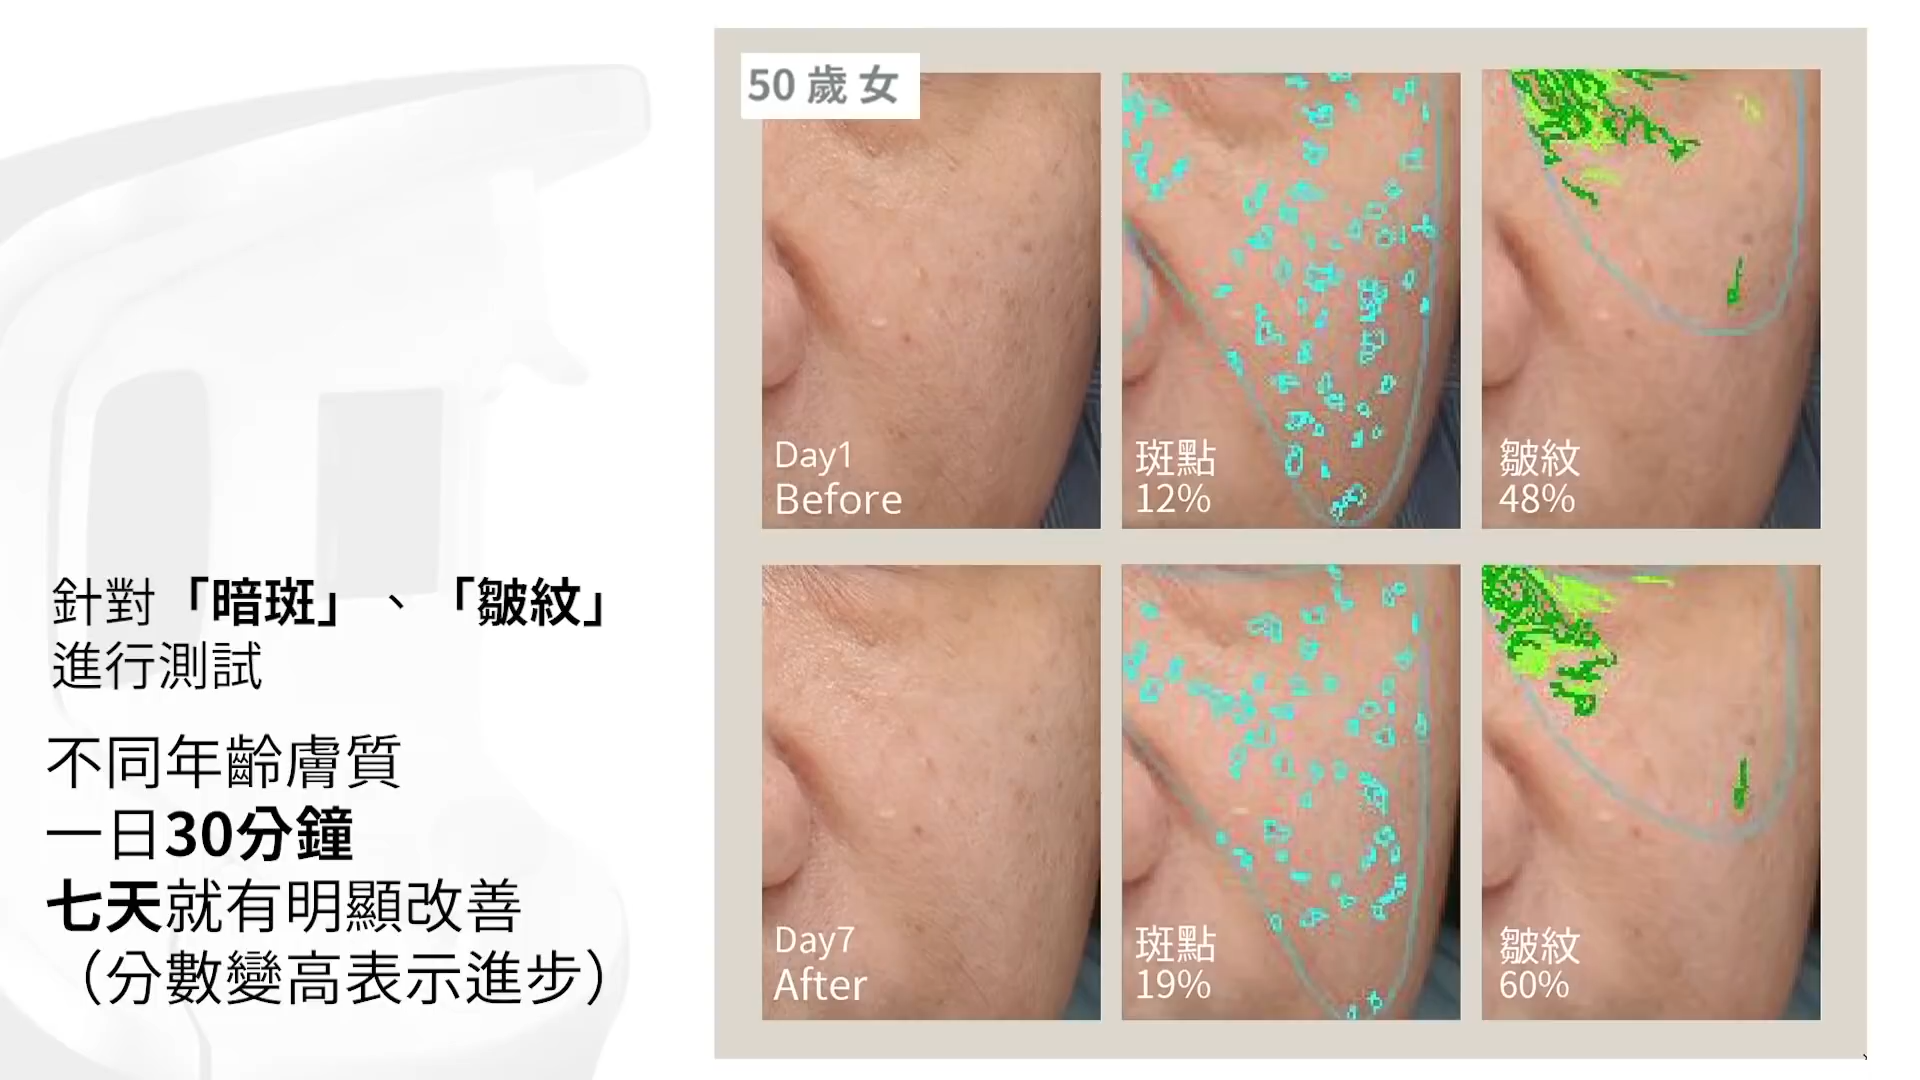 針對「暗斑」、「皺紋」
進行測試
不同年齡膚質
一日30分鐘
七天就有明顯改善
（分數變高表示進步）
50歲女
Day1
Before
斑點
12%
皺紋
48%
Day7
After
斑點
19%
皺紋
60%